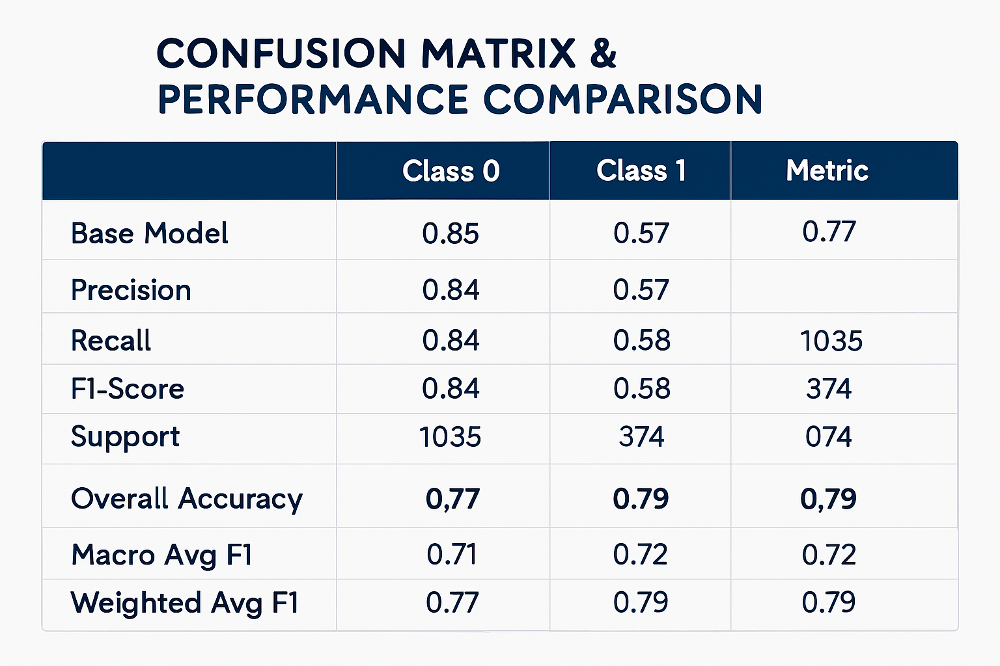 CONFUSION MATRIX &
PERFORMANCE COMPARISON
Class 0 Class 1 Metric
Base Model 0.85 0.57 0.77
Precision 0.84 0.57
Recall 0.84 0.58 1035
F1-Score 0.84 0.58 374
Support 1035 374 074
Overall Accuracy 0,77 0.79 0,79
Macro Avg F1 0.71 0.72 0.72
Weighted Avg F1 0.77 0.79 0.79